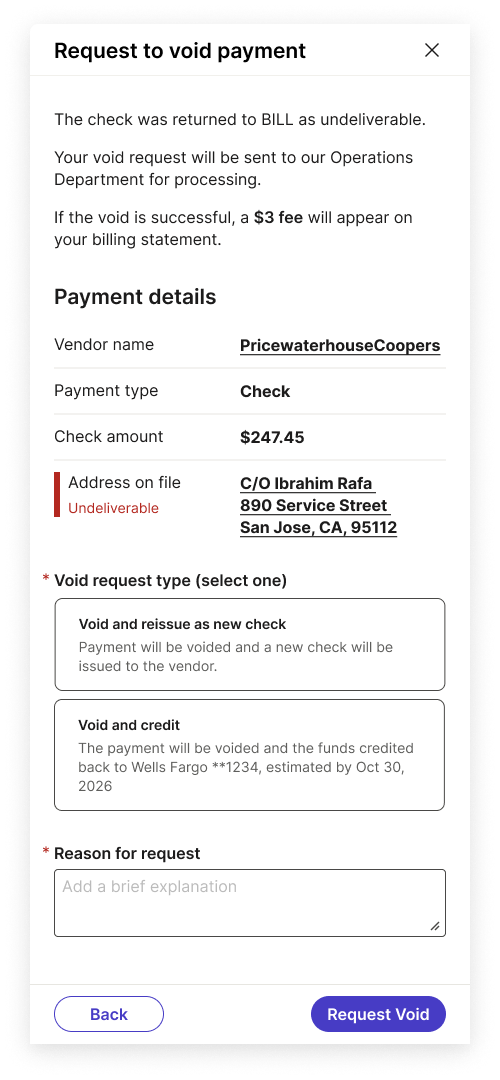 Request to void payment
The check was returned to BILL as undeliverable.
Your void request will be sent to our Operations
Department for processing.
If the void is successful, a $3 fee will appear on
your billing statement.
Payment details
Vendor name PricewaterhouseCoopers
Payment type Check
Check amount $247.45
Address on file C/O Ibrahim Rafa
Undeliverable 890 Service Street
San Jose, CA, 95112
* Void request type (select one)
Void and reissue as new check
Payment will be voided and a new check will be
issued to the vendor.
Void and credit
The payment will be voided and the funds credited
back to Wells Fargo **1234, estimated by Oct 30,
2026
* Reason for request
Add a brief explanation
Back Request Void